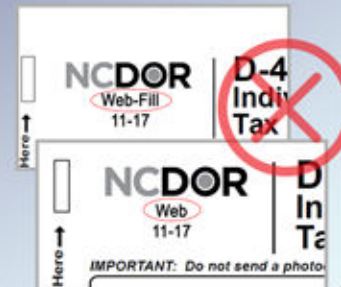 NCDOR
Web-Fill
11-17
D-4
Indi
Tax
Here
NCDOR
Web
11-17
D
In
Ta
Here
IMPORTANT: Do not send a photo